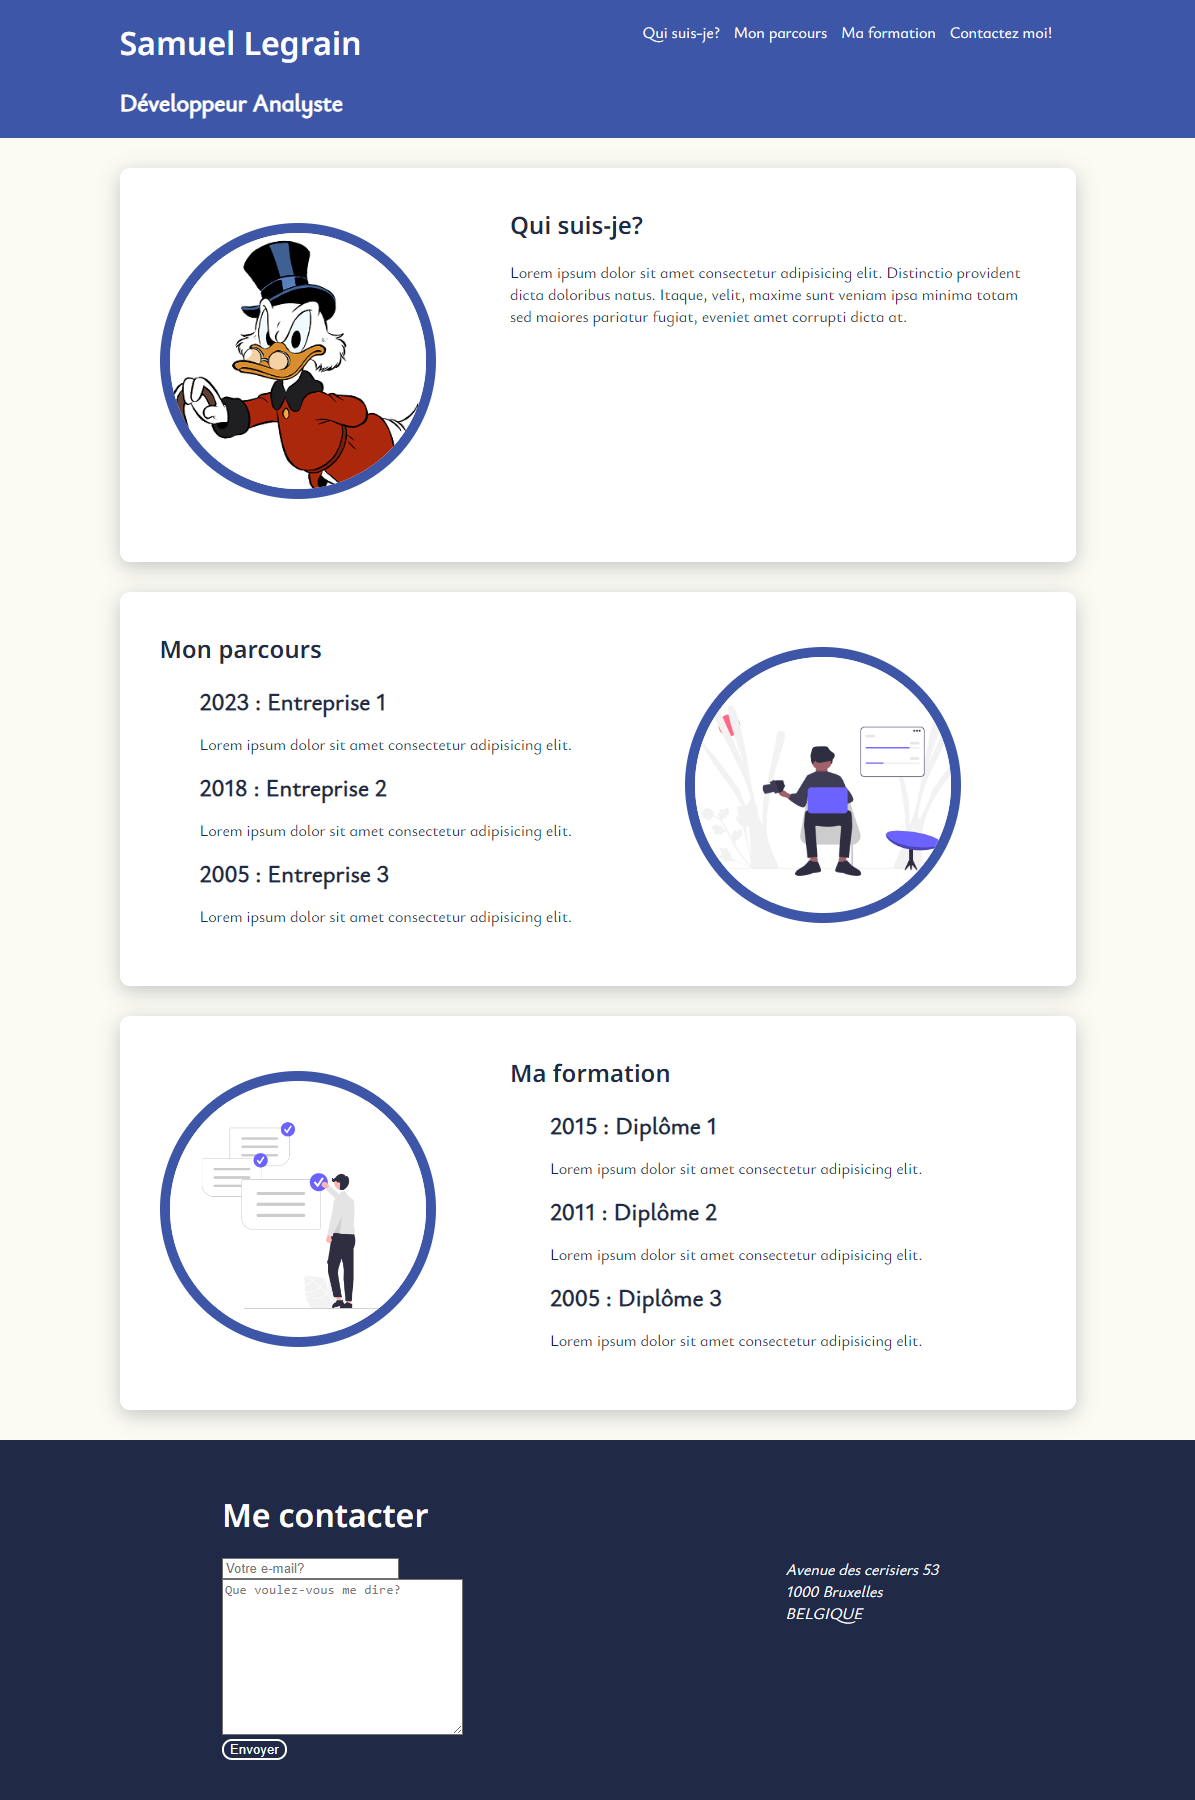 Samuel Legrain
Qui suis-je? Mon parcours Ma formation Contactez moi!
Développeur Analyste
Qui suis-je?
Lorem ipsum dolor sit amet consectetur adipisicing elit. Distinctio provident
dicta doloribus natus. Itaque, velit, maxime sunt veniam ipsa minima totam
sed maiores pariatur fugiat, eveniet amet corrupti dicta at.
Mon parcours
2023 : Entreprise 1
Lorem ipsum dolor sit amet consectetur adipisicing elit.
2018 : Entreprise 2
Lorem ipsum dolor sit amet consectetur adipisicing elit.
2005 : Entreprise 3
Lorem ipsum dolor sit amet consectetur adipisicing elit.
Ma formation
2015 : Diplôme 1
Lorem ipsum dolor sit amet consectetur adipisicing elit.
2011 : Diplôme 2
Lorem ipsum dolor sit amet consectetur adipisicing elit.
2005 : Diplôme 3
Lorem ipsum dolor sit amet consectetur adipisicing elit.
Me contacter
Votre e-mail?
Que voulez-vous me dire?
Envoyer
Avenue des cerisiers 53
1000 Bruxelles
BELGIQUE